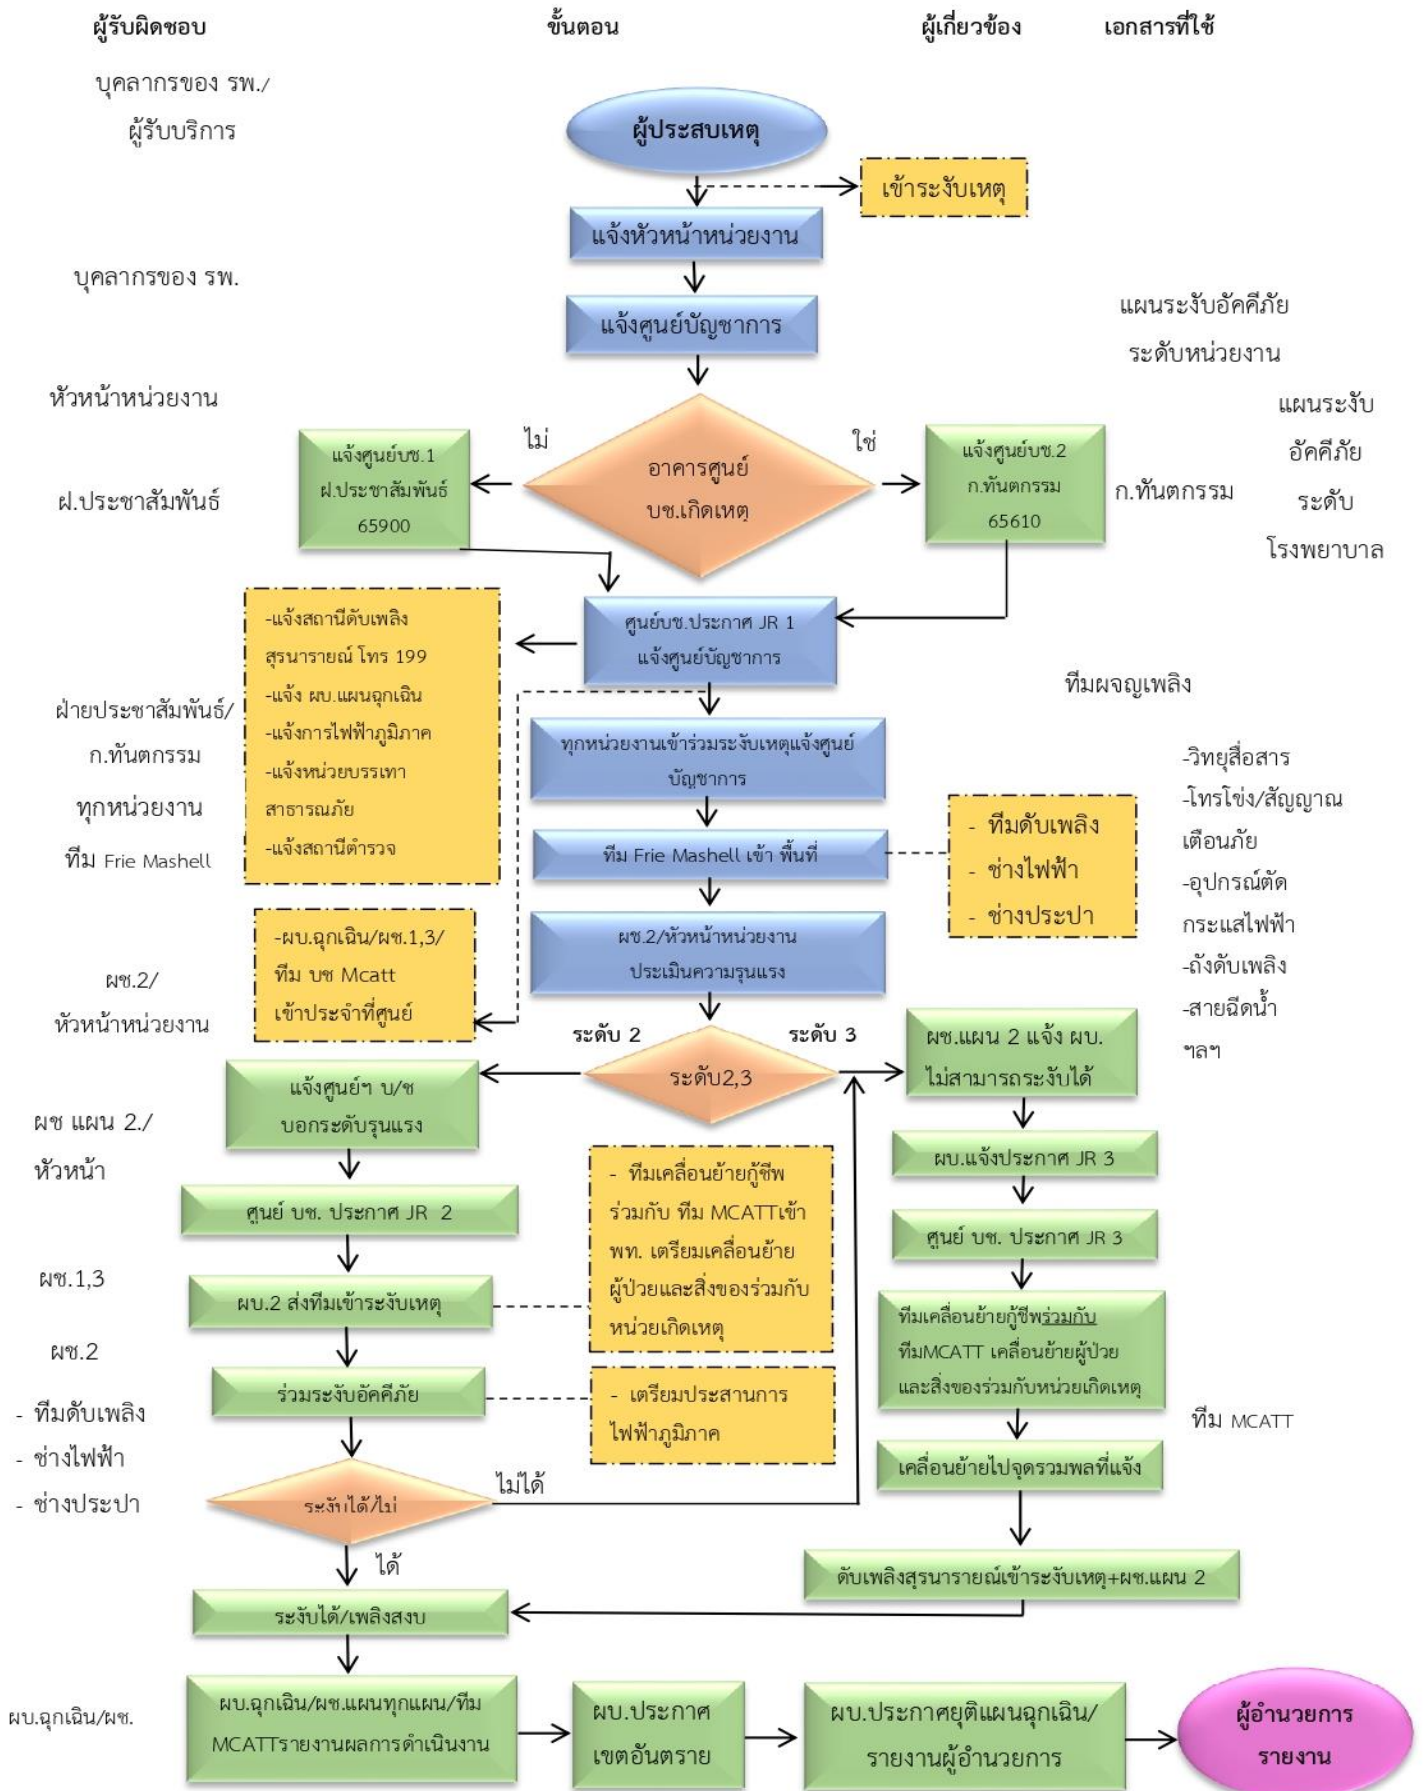 ผู้รับผิดชอบ
ขั้นตอน
ผู้เกี่ยวข้อง
เอกสารที่ใช้
บุคลากรของ รพ./
ผู้รับบริการ
ผู้ประสบเหตุ
เข้าระงับเหตุ
แจ้งหัวหน้าหน่วยงาน
บุคลากรของ รพ.
แจ้งศูนย์บัญชาการ
แผนระงับอัคคีภัย
ระดับหน่วยงาน
หัวหน้าหน่วยงาน
แผนระงับ
อัคคีภัย
ระดับ
โรงพยาบาล
ไม่
ใช่
แจ้งศูนย์บช.1
ฝ.ประชาสัมพันธ์
65900
อาคารศูนย์
บช.เกิดเหตุ
แจ้งศูนย์บช.2
ก.ทันตกรรม
65610
ฝ.ประชาสัมพันธ์
ก.ทันตกรรม
-แจ้งสถานีดับเพลิง
สุรนารายณ์ โทร 199
-แจ้ง ผบ.แผนฉุกเฉิน
-แจ้งการไฟฟ้าภูมิภาค
-แจ้งหน่วยบรรเทา
สาธารณภัย
-แจ้งสถานีตำรวจ
ศูนย์บช.ประกาศ JR 1
แจ้งศูนย์บัญชาการ
ทีมผจญเพลิง
ฝ่ายประชาสัมพันธ์/
ก.ทันตกรรม
ทุกหน่วยงาน
ทีม Frie Mashell
ทุกหน่วยงานเข้าร่วมระงับเหตุแจ้งศูนย์
บัญชาการ
-วิทยุสื่อสาร
-โทรโข่ง/สัญญาณ
เตือนภัย
-อุปกรณ์ตัด
กระแสไฟฟ้า
-ถังดับเพลิง
-สายฉีดน้ำ
ฯลฯ
ทีม Frie Mashell เข้า พื้นที่
- ทีมดับเพลิง
- ช่างไฟฟ้า
- ช่างประปา
-ผบ.ฉุกเฉิน/ผช.1,3/
ทีม บช Mcatt
เข้าประจำที่ศูนย์
ผช.2/หัวหน้าหน่วยงาน
ประเมินความรุนแรง
ผช.2/
หัวหน้าหน่วยงาน
ระดับ 2
ระดับ 3
ระดับ2,3
ผช.แผน 2 แจ้ง ผบ.
ไม่สามารถระงับได้
แจ้งศูนย์ฯ บ/ช
บอกระดับรุนแรง
ผช แผน 2./
หัวหน้า
ผบ.แจ้งประกาศ JR 3
- ทีมเคลื่อนย้ายกู้ชีพ
ร่วมกับ ทีม MCATTเข้า
พท. เตรียมเคลื่อนย้าย
ผู้ป่วยและสิ่งของร่วมกับ
หน่วยเกิดเหตุ
ศูนย์ บช. ประกาศ JR 2
ศูนย์ บช. ประกาศ JR 3
ผช.1,3
ผบ.2 ส่งทีมเข้าระงับเหตุ
ทีมเคลื่อนย้ายกู้ชีพร่วมกับ
ทีมMCATT เคลื่อนย้ายผู้ป่วย
และสิ่งของร่วมกับหน่วยเกิดเหตุ
ผช.2
ร่วมระงับอัคคีภัย
- เตรียมประสานการ
ไฟฟ้าภูมิภาค
- ทีมดับเพลิง
- ช่างไฟฟ้า
- ช่างประปา
ทีม MCATT
เคลื่อนย้ายไปจุดรวมพลที่แจ้ง
ระงับได้/ไม่
ไม่ได้
ได้
ดับเพลิงสุรนารายณ์เข้าระงับเหตุ+ผช.แผน 2
ระงับได้/เพลิงสงบ
ผบ.ฉุกเฉิน/ผช.
ผบ.ฉุกเฉิน/ผช.แผนทุกแผน/ทีม
MCATTรายงานผลการดำเนินงาน
ผบ.ประกาศ
เขตอันตราย
ผบ.ประกาศยุติแผนฉุกเฉิน/
รายงานผู้อำนวยการ
ผู้อำนวยการ
รายงาน